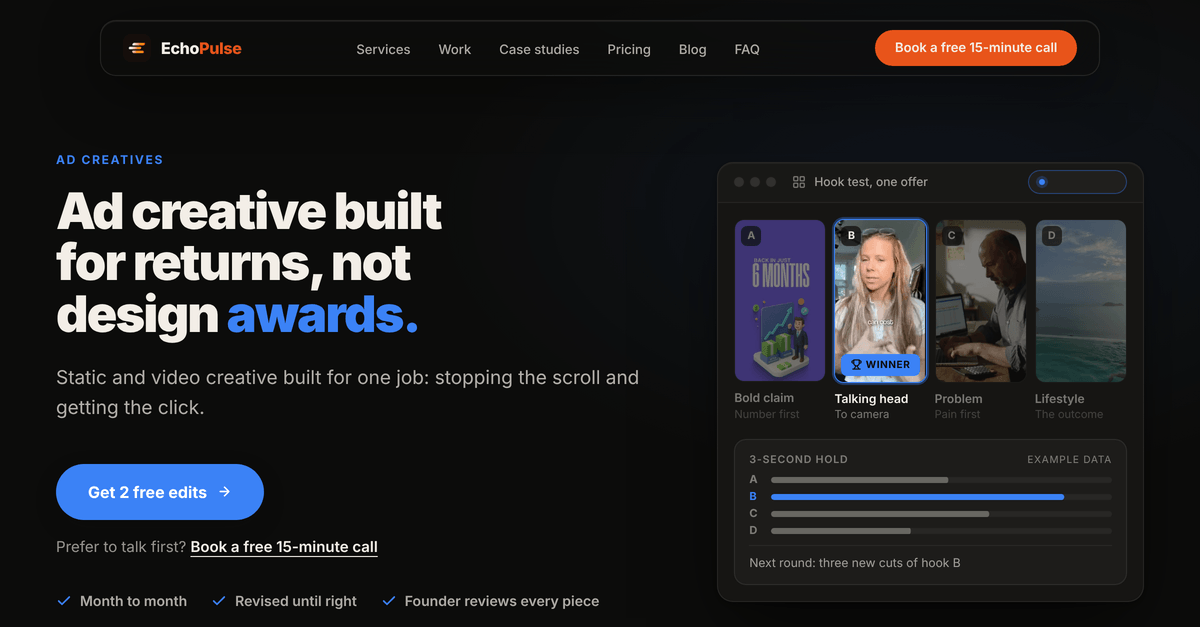 EchoPulse
Services
Work
Case studies
Pricing
Blog
FAQ
Book a free 15-minute call
AD CREATIVES
Ad creative built
for returns, not
design awards.
Static and video creative built for one job: stopping the scroll and
getting the click.
Get 2 free edits
Prefer to talk first? Book a free 15-minute call
Month to month
Revised until right
Founder reviews every piece
Hook test, one offer
A
BACK IN JUST
6 MONTHS
B
can cost
WINNER
C
D
Bold claim
Number first
Talking head
To camera
Problem
Pain first
Lifestyle
The outcome
3-SECOND HOLD
EXAMPLE DATA
A
B
C
D
Next round: three new cuts of hook B